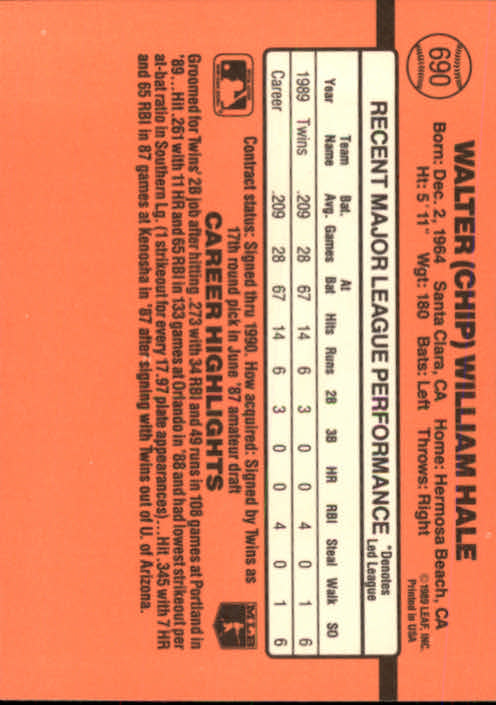 690
WALTER (CHIP) WILLIAM HALE
Born: Dec. 2, 1964 Santa Clara, CA Home: Hermosa Beach, CA
Ht: 5'11" Wgt: 180 Bats: Left Throws: Right
© 1989 LEAF, INC.
Printed in USA
RECENT MAJOR LEAGUE PERFORMANCE
*Denotes
Led League
Year Team Name Bat. Avg. Games At Bat Hits Runs 2B 3B HR RBI Steal Walk SO
1989 Twins .209 28 67 14 6 3 0 0 4 0 1 6
Career .209 28 67 14 6 3 0 0 4 0 1 6
Contract status: Signed thru 1990. How acquired: Signed by Twins as
17th round pick in June '87 amateur draft
CAREER HIGHLIGHTS
MLB
Groomed for Twins' 2B job after hitting .273 with 34 RBI and 49 runs in 108 games at Portland in
'89...Hit .261 with 11 HR and 65 RBI in 133 games at Orlando in '88 and had lowest strikeout per
at-bat ratio in Southern Lg. (1 strikeout for every 17.97 plate appearances)...Hit .345 with 7 HR
and 65 RBI in 87 games at Kenosha in '87 after signing with Twins out of U. of Arizona.